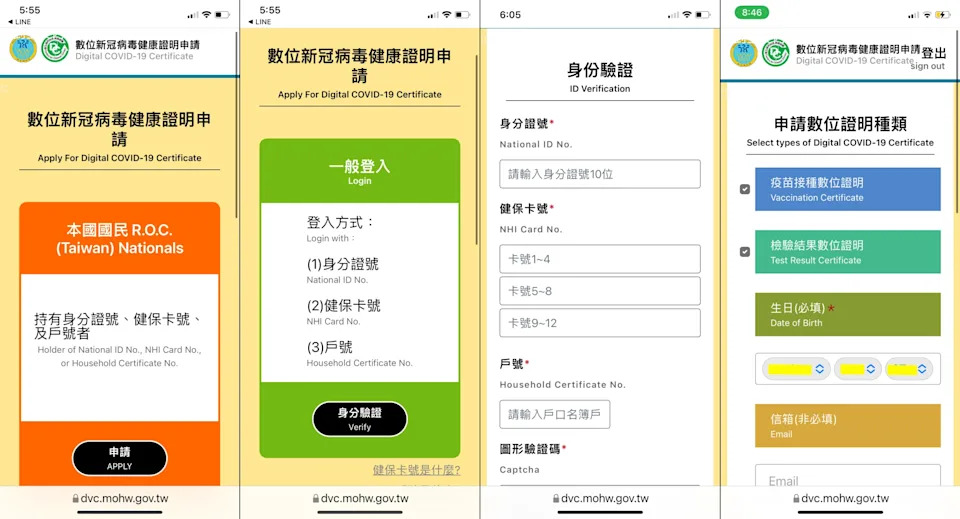 5:55
◀ LINE
數位新冠病毒健康證明申請
Digital COVID-19 Certificate
數位新冠病毒健康證明申
請
Apply For Digital COVID-19 Certificate
本國國民 R.O.C.
(Taiwan) Nationals
持有身分證號、健保卡號、
及戶號者
Holder of National ID No., NHI Card No.,
or Household Certificate No.
申請
APPLY
dvc.mohw.gov.tw
5:55
◀ LINE
數位新冠病毒健康證明申
請
Apply For Digital COVID-19 Certificate
一般登入
Login
登入方式：
Login with：
(1)身分證號
National ID No.
(2)健保卡號
NHI Card No.
(3)戶號
Household Certificate No.
身分驗證
Verify
健保卡號是什麼?
dvc.mohw.gov.tw
6:05
身份驗證
ID Verification
身分證號*
National ID No.
請輸入身分證號10位
健保卡號*
NHI Card No.
卡號1~4
卡號5~8
卡號9~12
戶號*
Household Certificate No.
請輸入戶口名簿戶
圖形驗證碼*
Captcha
dvc.mohw.gov.tw
8:46
數位新冠病毒健康證明申請
Digital COVID-19 Certificate
登出
sign out
申請數位證明種類
Select types of Digital COVID-19 Certificate
疫苗接種數位證明
Vaccination Certificate
檢驗結果數位證明
Test Result Certificate
生日(必填)*
Date of Birth
信箱(非必填)
Email
Email
dvc.mohw.gov.tw